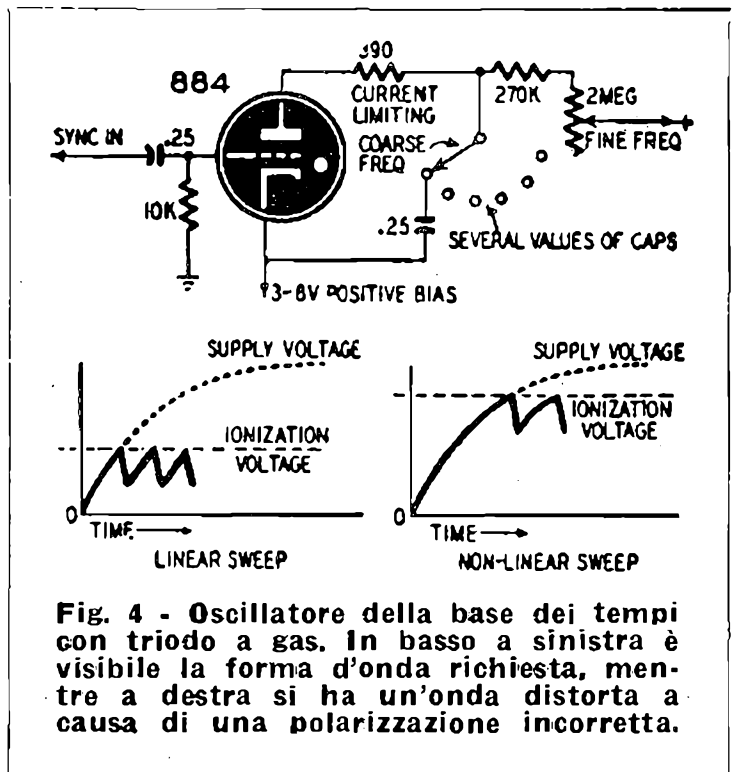 390
884
CURRENT
LIMITING
270K
2MEG
SYNC IN
.25
COARSE
FREQ
FINE FREQ
+
10K
.25
SEVERAL VALUES OF CAPS
3-8V POSITIVE BIAS
SUPPLY VOLTAGE
IONIZATION
VOLTAGE
0
TIME
LINEAR SWEEP
SUPPLY VOLTAGE
IONIZATION
VOLTAGE
0
TIME
NON-LINEAR SWEEP
Fig. 4 - Oscillatore della base dei tempi
con triodo a gas. In basso a sinistra è
visibile la forma d'onda richiesta, men-
tre a destra si ha un'onda distorta a
causa di una polarizzazione incorretta.